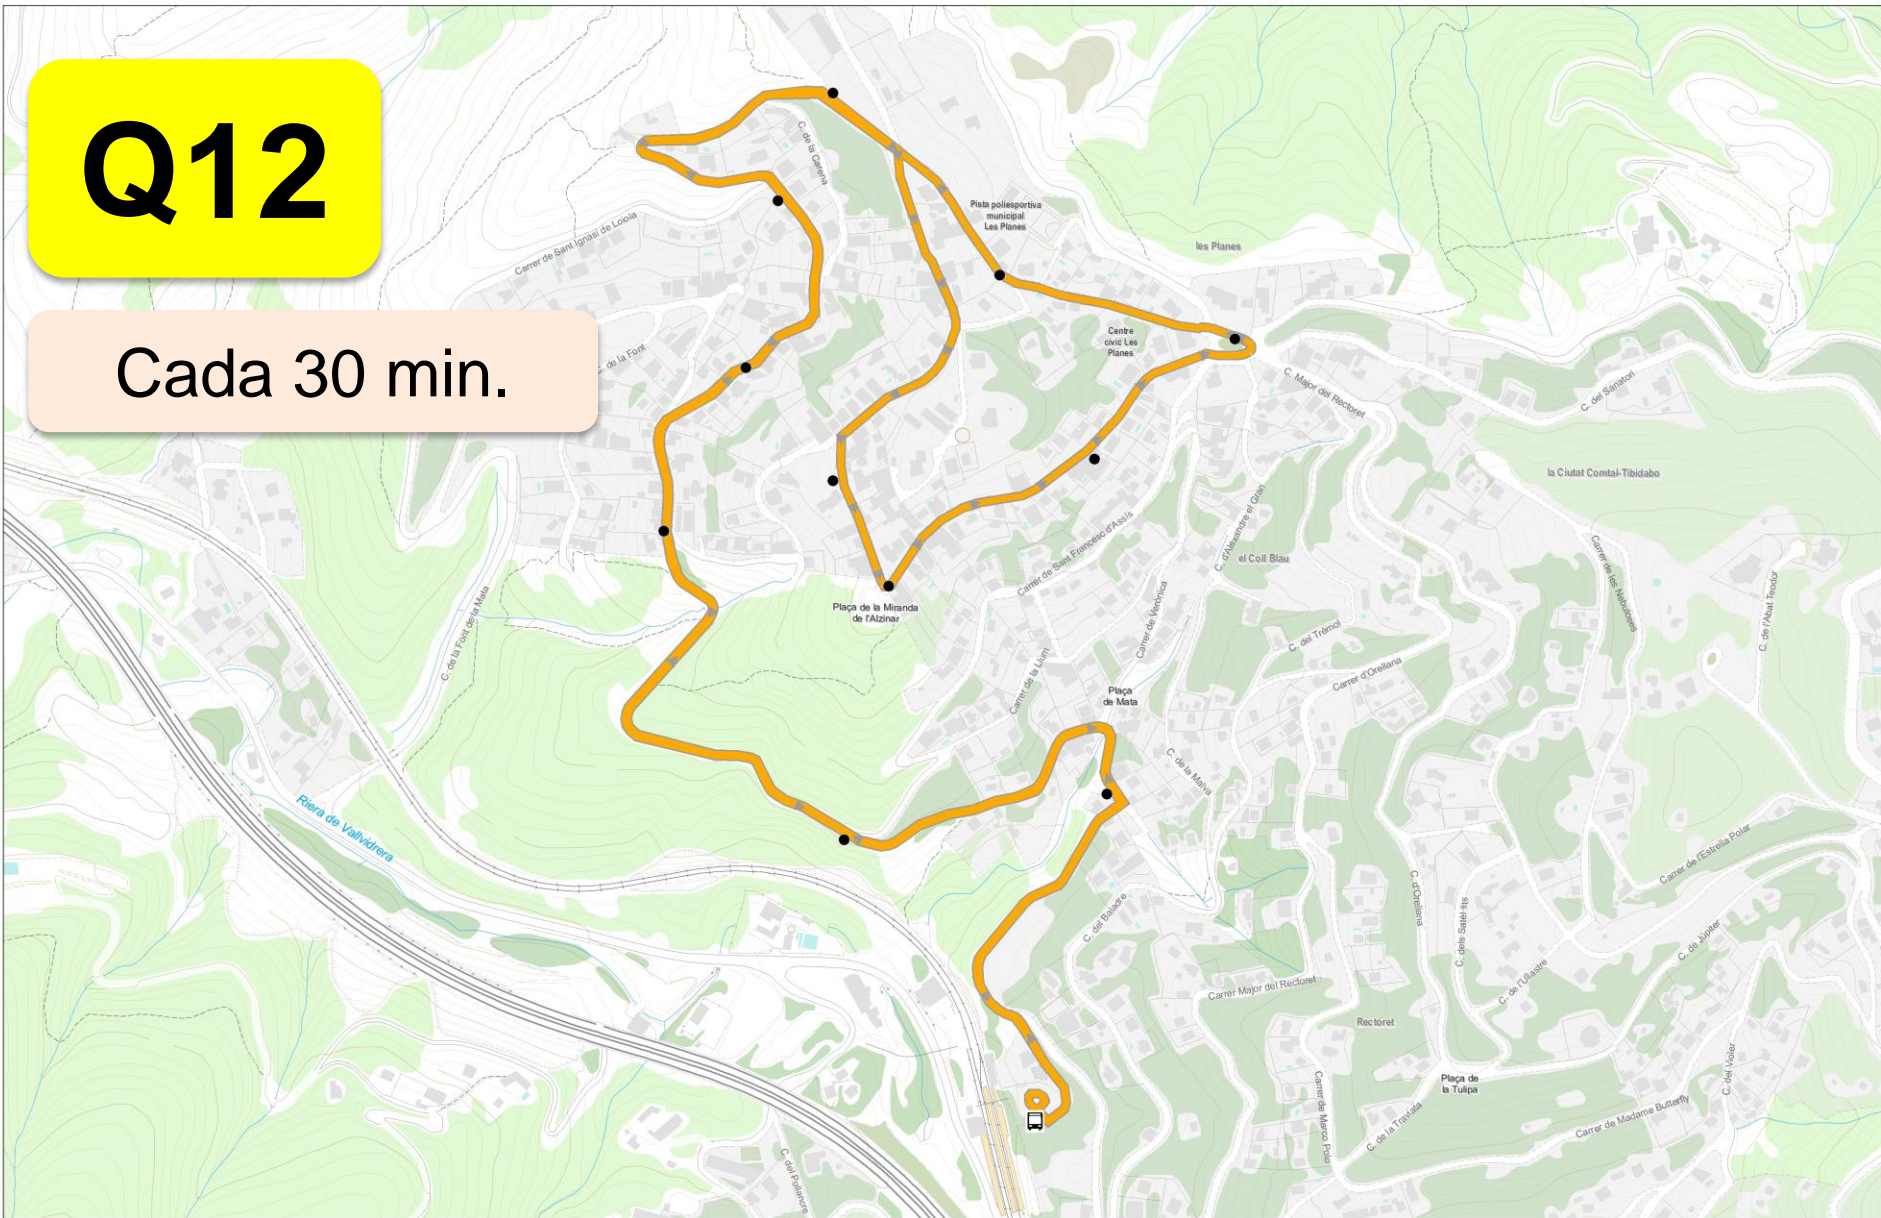 Q12
Cada 30 min.
C. de la Carena
Carrer de Sant Ignasi de Loiola
Pista poliesportiva
municipal
Les Planes
les Planes
Centre
cívic Les
Planes
C. de la Font
C. Major del Rectoret
C. del Sanatori
la Ciutat Comtal-Tibidabo
C. d'Alexandre el Gran
Carrer de Sant Francesc d'Assís
el Coll Blau
Carrer de les Nebuloses
C. de l'Abat Teodor
Plaça de la Miranda
de l'Alzinar
C. de la Font de la Mata
Carrer de Verònica
C. del Trèmol
Carrer d'Orellana
Carrer de la Llum
Plaça
de Mata
C. de la Malva
Riera de Vallvidrera
Carrer de l'Estrella Polar
C. d'Orellana
C. dels Satèl·lits
C. del Baladre
C. de Júpiter
C. de l'Ullastre
Carrer Major del Rectoret
Rectoret
C. del Violer
Plaça de
la Tulipa
Carrer de Marco Polo
C. de la Traviata
Carrer de Madame Butterfly
C. del Pollancre